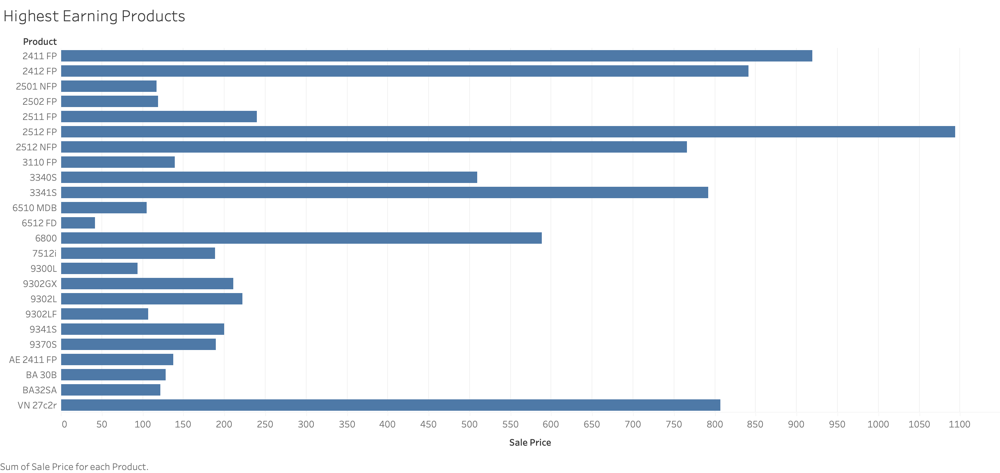 Highest Earning Products
Product
2411 FP
2412 FP
2501 NFP
2502 FP
2511 FP
2512 FP
2512 NFP
3110 FP
3340S
3341S
6510 MDB
6512 FD
6800
7512i
9300L
9302GX
9302L
9302LF
9341S
9370S
AE 2411 FP
BA 30B
BA32SA
VN 27c2r
0 50 100 150 200 250 300 350 400 450 500 550 600 650 700 750 800 850 900 950 1000 1050 1100
Sale Price
Sum of Sale Price for each Product.